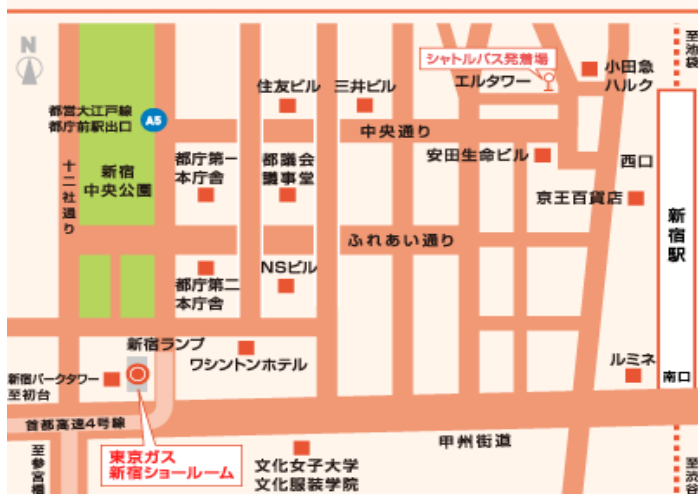 N
至池袋
シャトルバス発着場
エルタワー
小田急
ハルク
住友ビル
三井ビル
都営大江戸線
都庁前駅出口
A5
中央通り
新宿
中央公園
十二社通り
都庁第一
本庁舎
都議会
議事堂
安田生命ビル
西口
京王百貨店
新宿駅
ふれあい通り
都庁第二
本庁舎
NSビル
新宿ランプ
ワシントンホテル
新宿パークタワー
至初台
ルミネ
南口
首都高速4号線
甲州街道
東京ガス
新宿ショールーム
至参宮橋
文化女子大学
文化服装学院
至渋谷